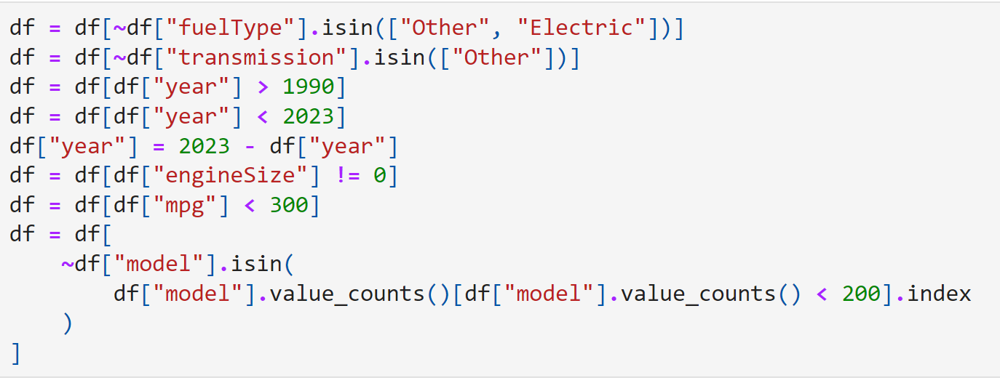 df = df[~df["fuelType"].isin(["Other", "Electric"])]
df = df[~df["transmission"].isin(["Other"])]
df = df[df["year"] > 1990]
df = df[df["year"] < 2023]
df["year"] = 2023 - df["year"]
df = df[df["engineSize"] != 0]
df = df[df["mpg"] < 300]
df = df[
    ~df["model"].isin(
        df["model"].value_counts()[df["model"].value_counts() < 200].index
    )
]